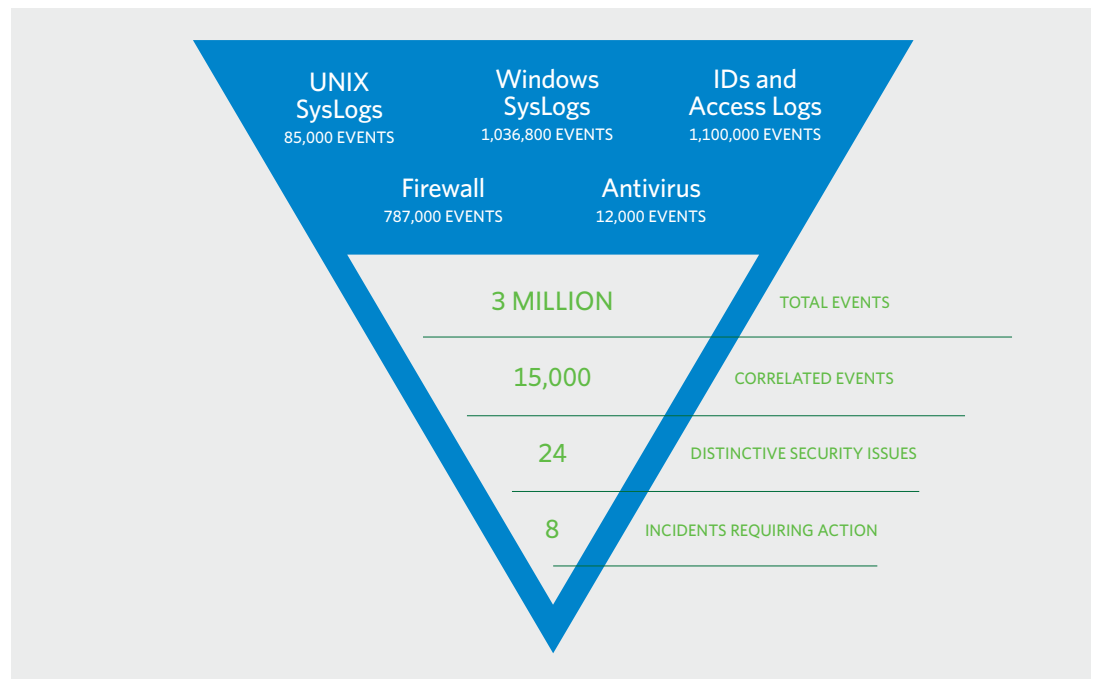 UNIX
SysLogs
85,000 EVENTS
Windows
SysLogs
1,036,800 EVENTS
IDs and
Access Logs
1,100,000 EVENTS
Firewall
787,000 EVENTS
Antivirus
12,000 EVENTS
3 MILLION
TOTAL EVENTS
15,000
CORRELATED EVENTS
24
DISTINCTIVE SECURITY ISSUES
8
INCIDENTS REQUIRING ACTION